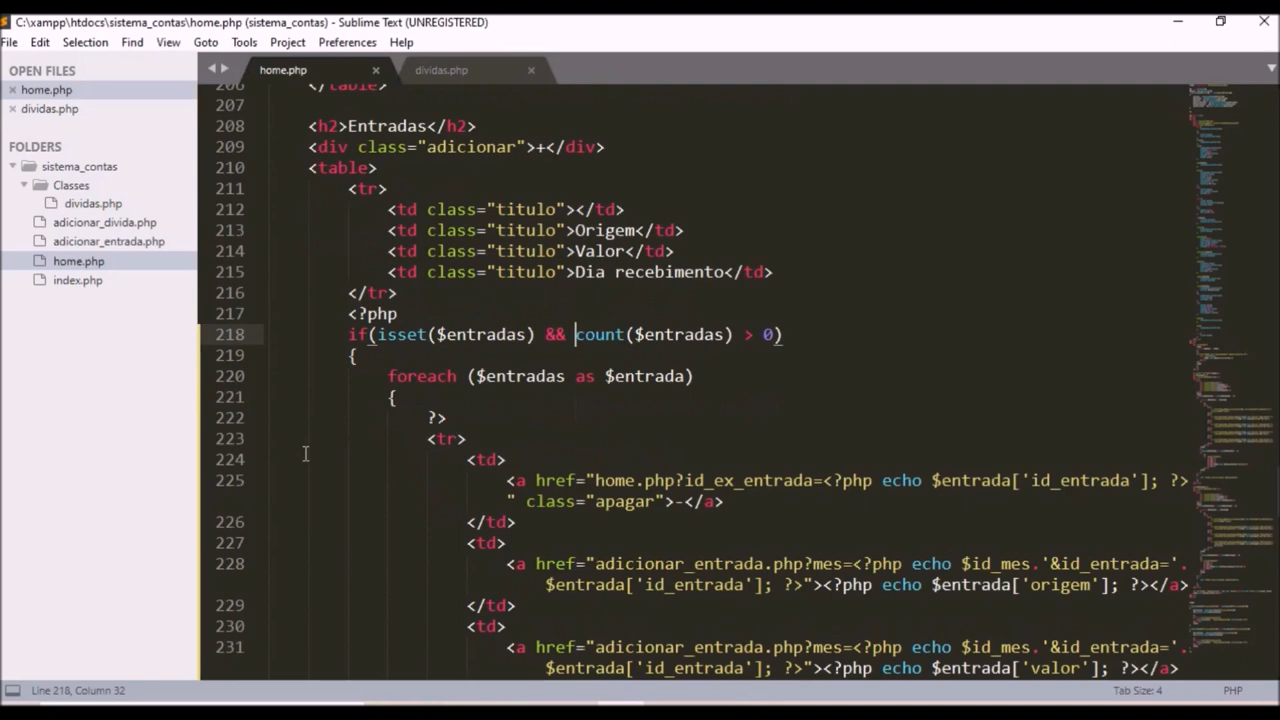 C:\xampp\htdocs\sistema_contas\home.php (sistema_contas) - Sublime Text (UNREGISTERED)
File Edit Selection Find View Goto Tools Project Preferences Help
OPEN FILES
home.php
dividas.php
FOLDERS
sistema_contas
Classes
dividas.php
adicionar_divida.php
adicionar_entrada.php
home.php
index.php
home.php dividas.php
206 </table>
207
208 <h2>Entradas</h2>
209 <div class="adicionar">+</div>
210 <table>
211 <tr>
212 <td class="titulo"></td>
213 <td class="titulo">Origem</td>
214 <td class="titulo">Valor</td>
215 <td class="titulo">Dia recebimento</td>
216 </tr>
217 <?php
218 if(isset($entradas) && count($entradas) > 0)
219 {
220 foreach ($entradas as $entrada)
221 {
222 ?>
223 <tr>
224 <td>
225 <a href="home.php?id_ex_entrada=<?php echo $entrada['id_entrada']; ?>
" class="apagar">-</a>
226 </td>
227 <td>
228 <a href="adicionar_entrada.php?mes=<?php echo $id_mes.'&id_entrada='.
$entrada['id_entrada']; ?>"><?php echo $entrada['origem']; ?></a>
229 </td>
230 <td>
231 <a href="adicionar_entrada.php?mes=<?php echo $id_mes.'&id_entrada='.
$entrada['id_entrada']; ?>"><?php echo $entrada['valor']; ?></a>
Line 218, Column 32 Tab Size: 4 PHP